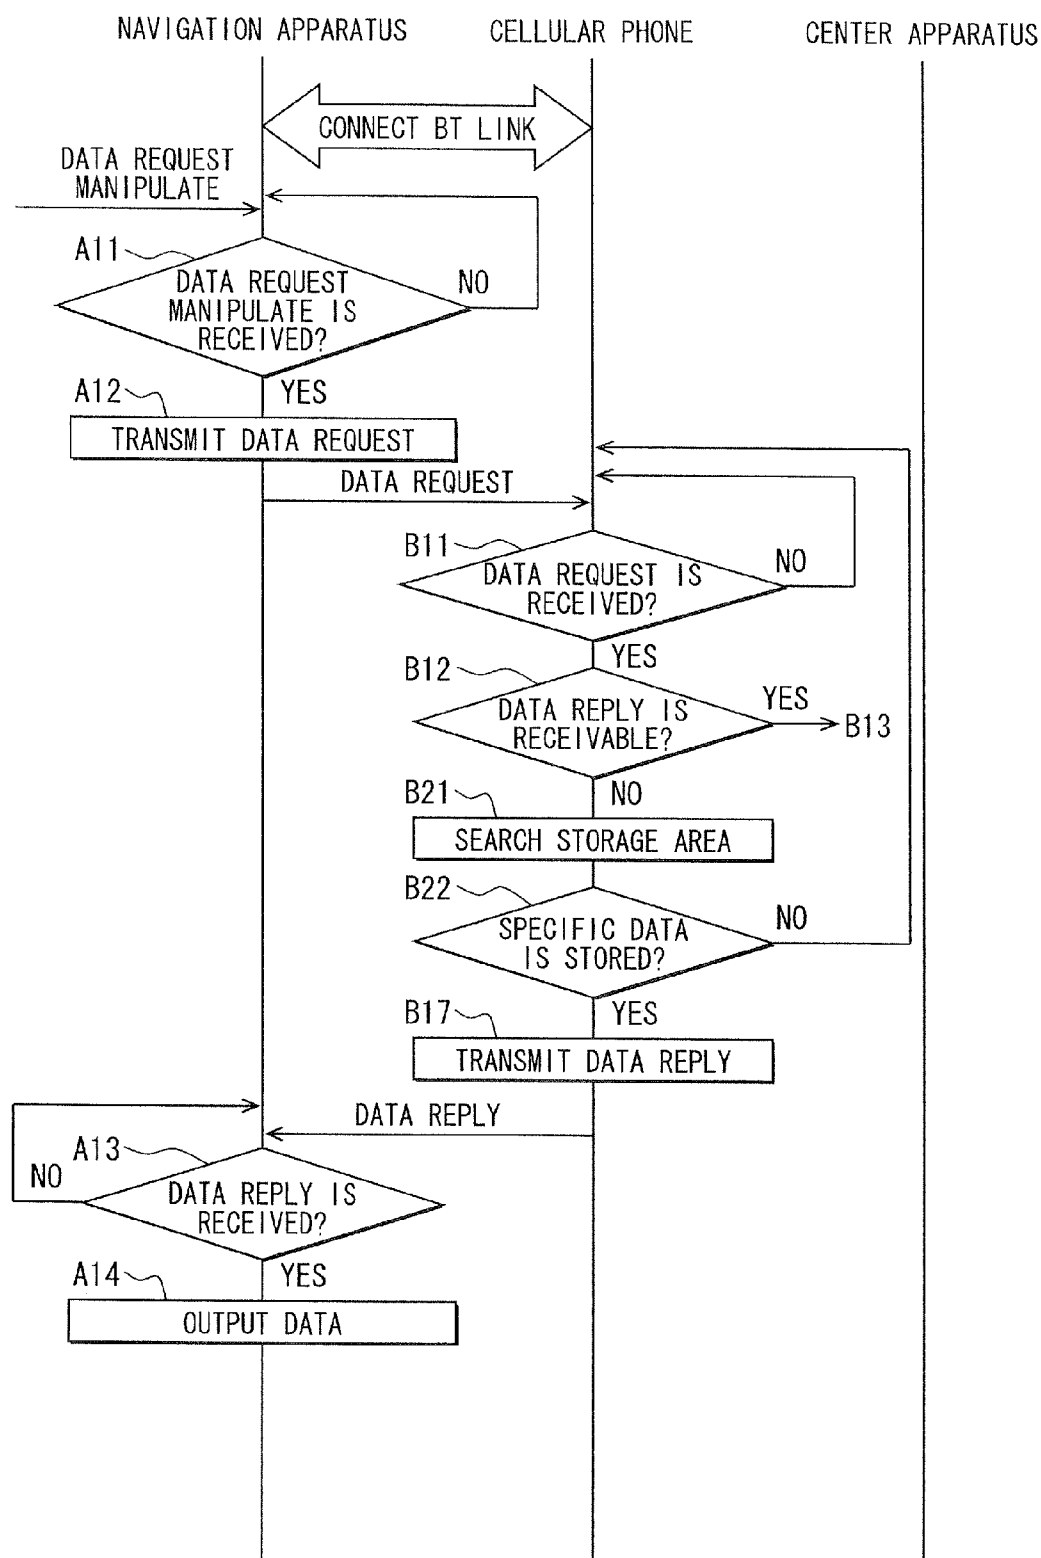 NAVIGATION APPARATUS
CELLULAR PHONE
CENTER APPARATUS
CONNECT BT LINK
DATA REQUEST
MANIPULATE
A11
DATA REQUEST
MANIPULATE IS
RECEIVED?
NO
YES
A12
TRANSMIT DATA REQUEST
DATA REQUEST
B11
DATA REQUEST IS
RECEIVED?
NO
YES
B12
DATA REPLY IS
RECEIVABLE?
YES
B13
NO
B21
SEARCH STORAGE AREA
B22
SPECIFIC DATA
IS STORED?
NO
YES
B17
TRANSMIT DATA REPLY
DATA REPLY
A13
NO
DATA REPLY IS
RECEIVED?
YES
A14
OUTPUT DATA